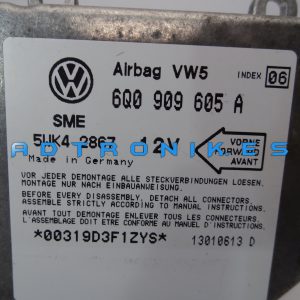 Airbag VW5 INDEX 06
6Q0 909 605 A
SME
5WK4 2867 12V
VORNE
FORWARD
AVANT
Made in Germany
ADTRONIKES
VOR JEDER DEMONTAGE ALLE STECKVERBINDUNGEN LOESEN.
MONTAGE NUR NACH EINBAUANWEISUNG.
BEFORE EVERY DISASSEMBLY, DETACH ALL CONNECTORS.
ASSEMBLE STRICTLY ACCORDING TO MANUAL INSTRUCTIONS.
AVANT TOUT DEMONTAGE ENLEVER TOUS LES CONNECTEURS.
L'ASSEMBLAGE DOIT ETRE CONFORME AU MANUEL D'INSTRUCTIONS
*00319D3F1ZYS*
13010613 D